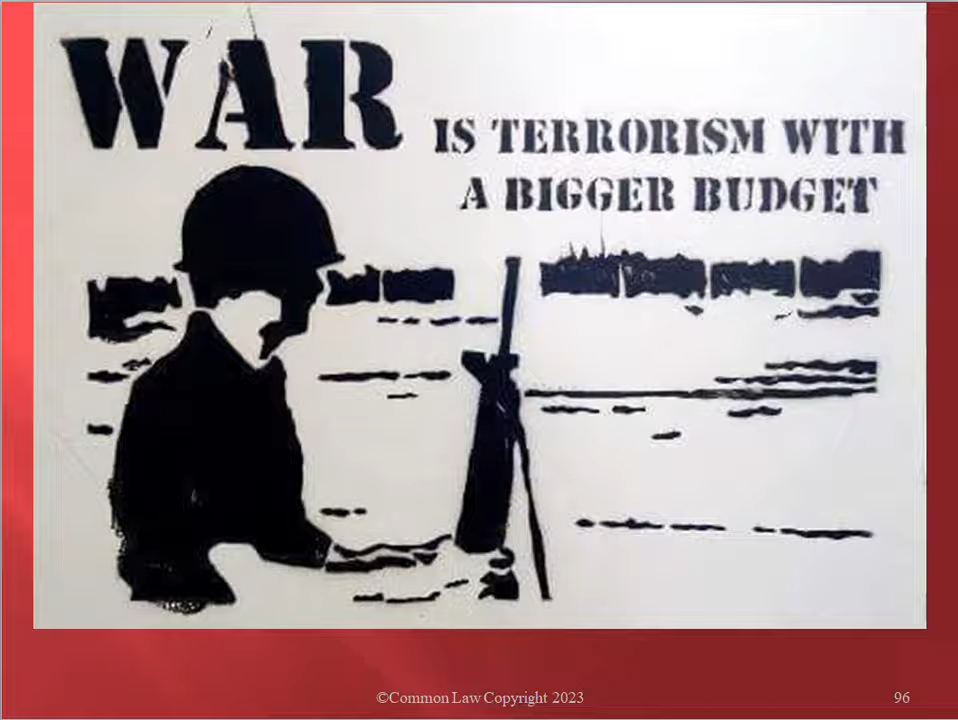 WAR
IS TERRORISM WITH
A BIGGER BUDGET
©Common Law Copyright 2023
96